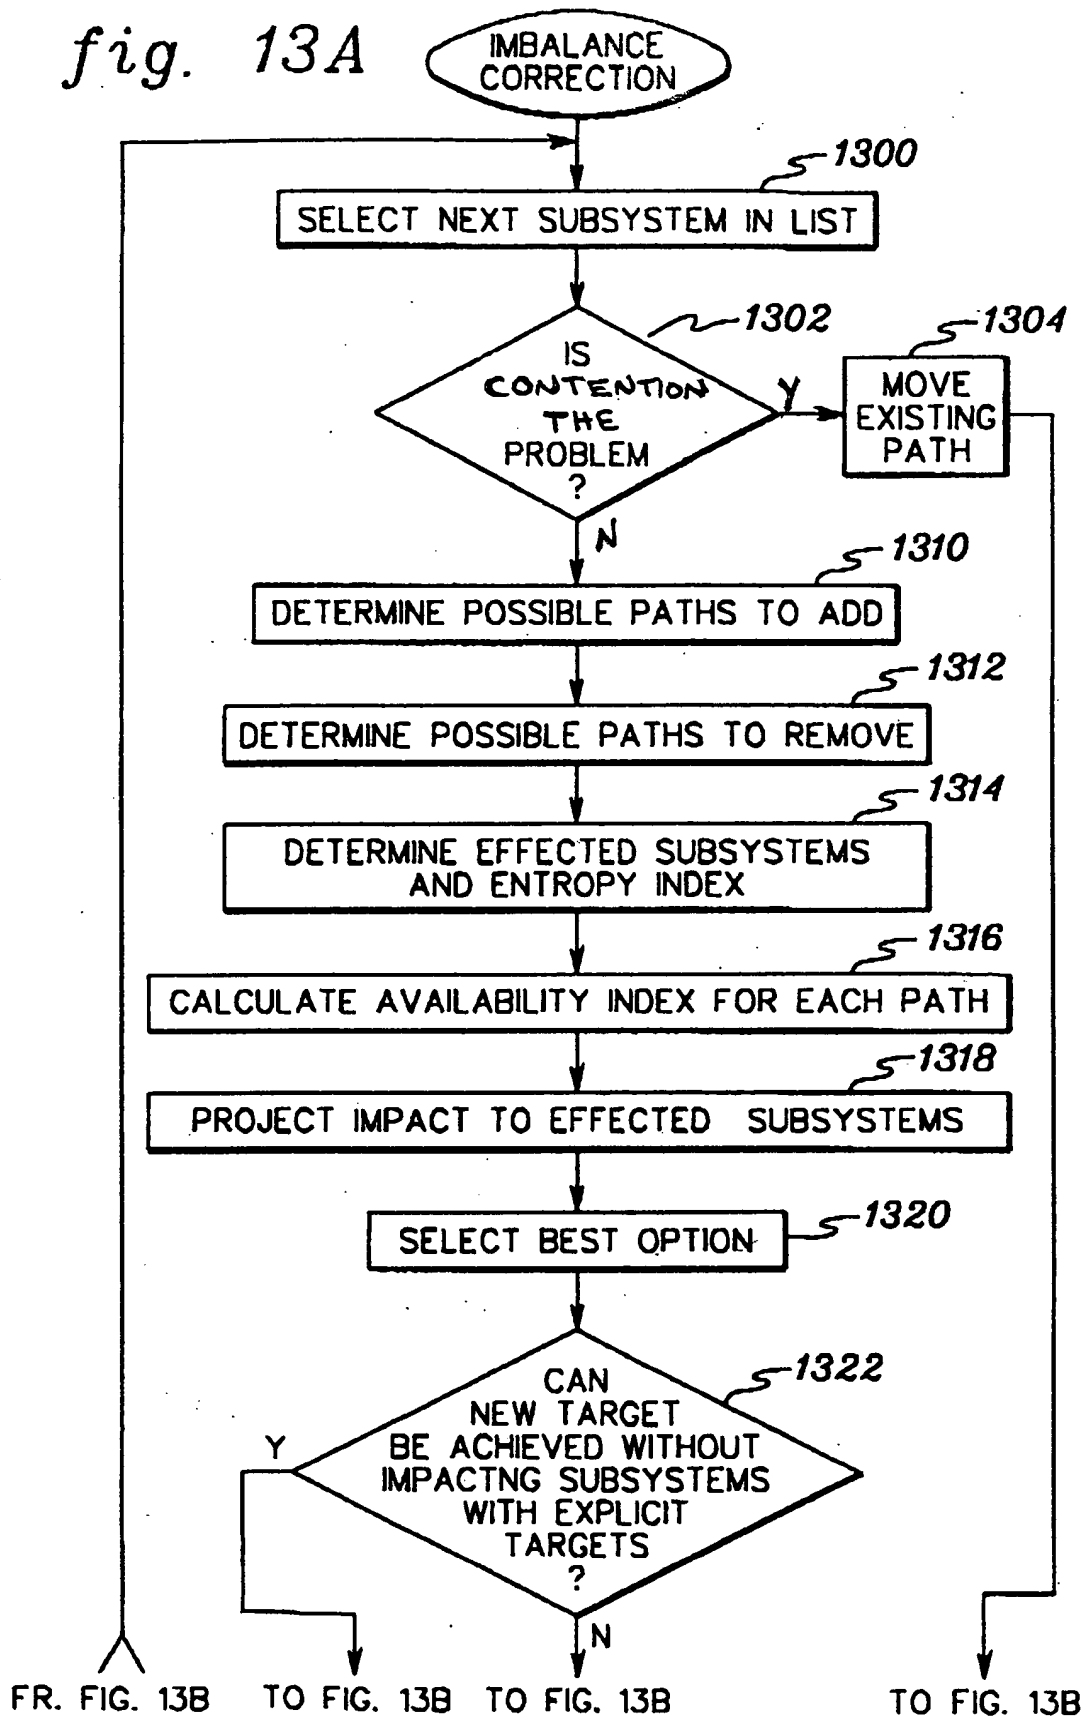 fig. 13A
IMBALANCE
CORRECTION
1300
SELECT NEXT SUBSYSTEM IN LIST
1302
IS
CONTENTION
THE
PROBLEM
?
Y
1304
MOVE
EXISTING
PATH
N
1310
DETERMINE POSSIBLE PATHS TO ADD
1312
DETERMINE POSSIBLE PATHS TO REMOVE
1314
DETERMINE EFFECTED SUBSYSTEMS
AND ENTROPY INDEX
1316
CALCULATE AVAILABILITY INDEX FOR EACH PATH
1318
PROJECT IMPACT TO EFFECTED SUBSYSTEMS
1320
SELECT BEST OPTION
1322
CAN
NEW TARGET
BE ACHIEVED WITHOUT
IMPACTNG SUBSYSTEMS
WITH EXPLICIT
TARGETS
?
Y
N
FR. FIG. 13B
TO FIG. 13B
TO FIG. 13B
TO FIG. 13B